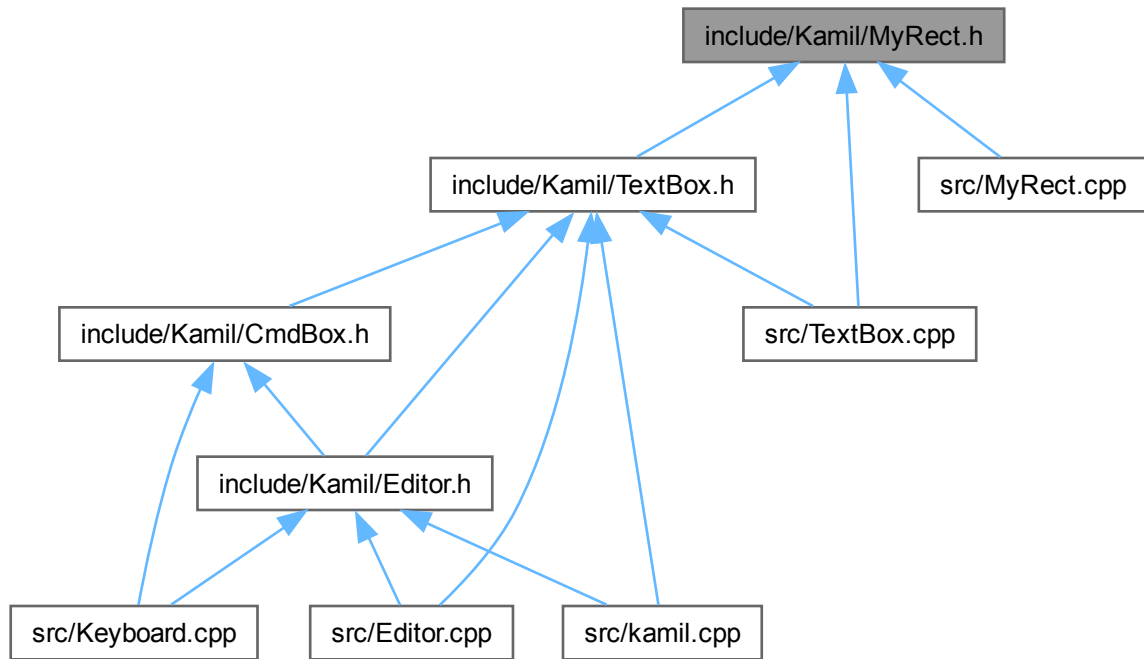 include/Kamil/MyRect.h
include/Kamil/TextBox.h
src/MyRect.cpp
include/Kamil/CmdBox.h
src/TextBox.cpp
include/Kamil/Editor.h
src/Keyboard.cpp
src/Editor.cpp
src/kamil.cpp